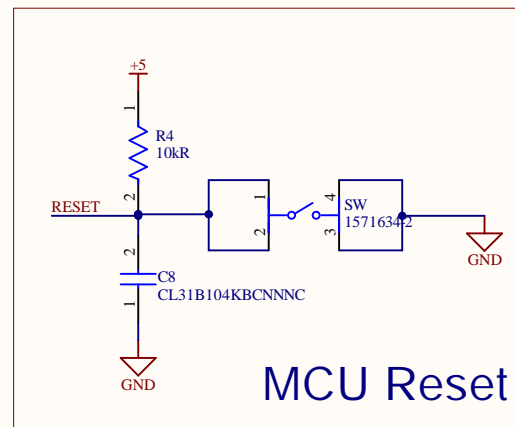 +5
1
R4
10kR
2
RESET
1
2
4
3
SW
1571634-2
GND
2
C8
CL31B104KBCNNNC
1
GND
MCU Reset